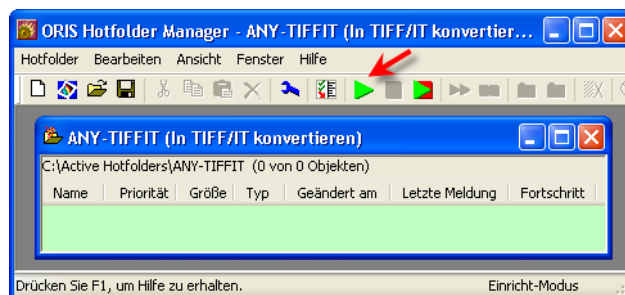 ORIS Hotfolder Manager - ANY-TIFFIT (In TIFF/IT konvertier...
Hotfolder Bearbeiten Ansicht Fenster Hilfe
ANY-TIFFIT (In TIFF/IT konvertieren)
C:\Active Hotfolders\ANY-TIFFIT (0 von 0 Objekten)
Name Priorität Größe Typ Geändert am Letzte Meldung Fortschritt
Drücken Sie F1, um Hilfe zu erhalten. Einricht-Modus